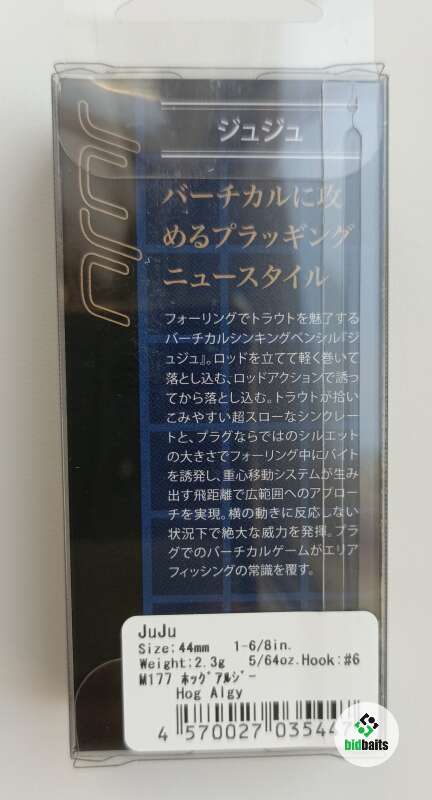 JUJU
ジュジュ
バーチカルに攻
めるプラッギング
ニュースタイル
フォーリングでトラウトを魅了する
バーチカルシンキングペンシル『ジ
ュジュ』。ロッドを立てて軽く巻いて
落とし込む、ロッドアクションで誘っ
てから落とし込む。トラウトが拾い
こみやすい超スローなシンクレー
トと、プラグならではのシルエット
の大きさでフォーリング中にバイト
を誘発し、重心移動システムが生み
出す飛距離で広範囲へのアプロー
チを実現。横の動きに反応しない
状況下で絶大な威力を発揮。プラ
グでのバーチカルゲームがエリア
フィッシングの常識を覆す。
JuJu
Size:44mm 1-6/8in.
Weight:2.3g 5/64oz.Hook:#6
M177 ホッグアルジー
Hog Algy
4 570027 03544
bidbaits